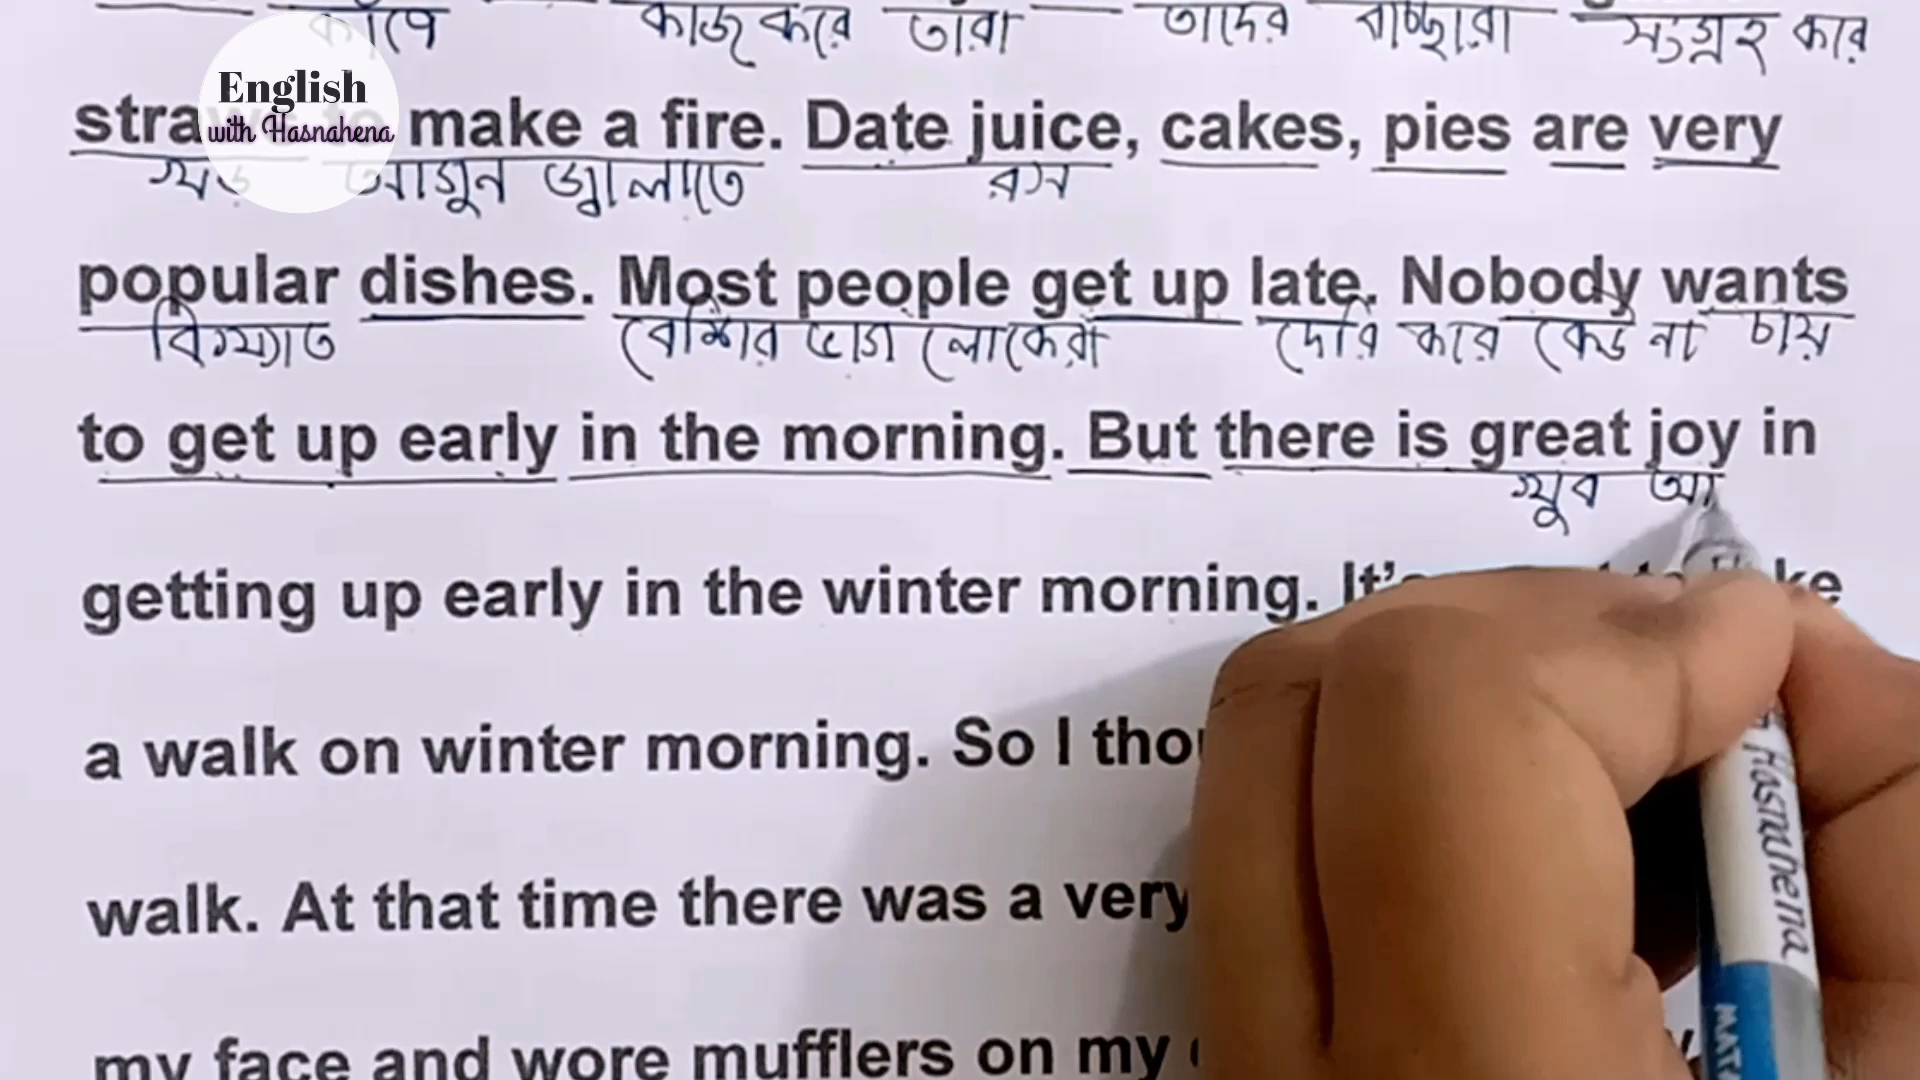 কাঁপে কাজ করে তারা তাদের বাচ্চারা সংগ্রহ করে
English
with Hasnahena
make a fire. Date juice, cakes, pies are very
খড় আগুন জ্বালাতে রস
popular dishes. Most people get up late. Nobody wants
বিখ্যাত বেশির ভাগ লোকেরা দেরি করে কেউ না চায়
to get up early in the morning. But there is great joy in
খুব আ
getting up early in the winter morning. It's
a walk on winter morning. So I
walk. At that time there was a very
my face and wore mufflers on my
Hasnahena